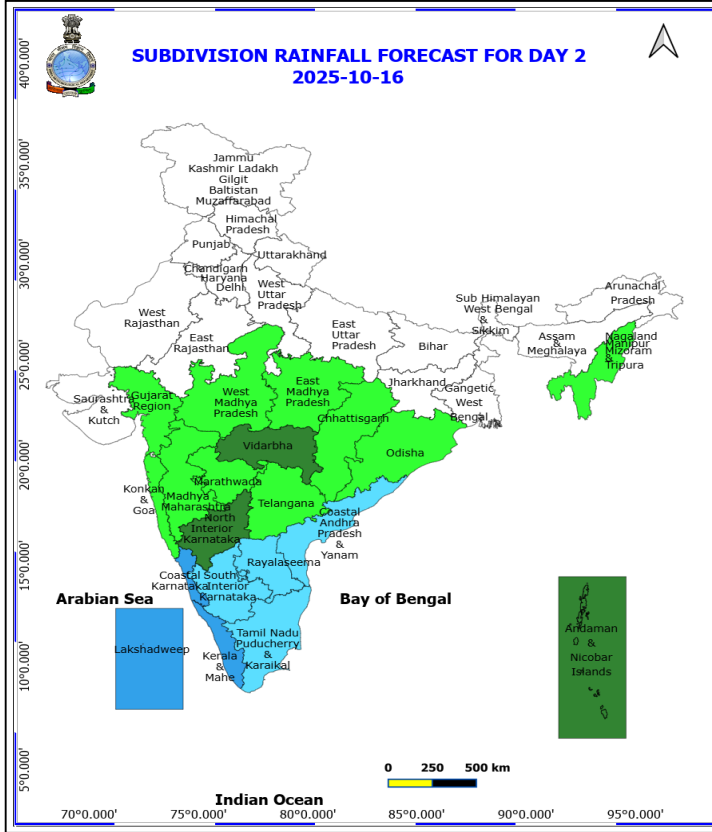 SUBDIVISION RAINFALL FORECAST FOR DAY 2
2025-10-16
40°0.000'
35°0.000'
30°0.000'
25°0.000'
20°0.000'
15°0.000'
10°0.000'
5°0.000'
Jammu
Kashmir Ladakh
Gilgit
Baltistan
Muzaffarabad
Himachal
Pradesh
Punjab
Uttarakhand
Chandigarh
Haryana
Delhi
West
Uttar
Pradesh
West
Rajasthan
East
Rajasthan
East
Uttar
Pradesh
Bihar
Sub Himalayan
West Bengal
&
Sikkim
Arunachal
Pradesh
Assam
&
Meghalaya
Nagaland
Manipur
Mizoram
&
Tripura
Jharkhand
Gangetic
West
Bengal
Saurashtra
&
Kutch
Gujarat
Region
West
Madhya
Pradesh
East
Madhya
Pradesh
Chhattisgarh
Vidarbha
Odisha
Konkan
&
Goa
Madhya
Maharashtra
Marathwada
Telangana
North
Interior
Karnataka
Coastal
Andhra
Pradesh
&
Yanam
Rayalaseema
Coastal
Karnataka
South
Interior
Karnataka
Arabian Sea
Bay of Bengal
Lakshadweep
Kerala
&
Mahe
Tamil Nadu
Puducherry
&
Karaikal
Andaman
&
Nicobar
Islands
0 250 500 km
Indian Ocean
70°0.000' 75°0.000' 80°0.000' 85°0.000' 90°0.000' 95°0.000'